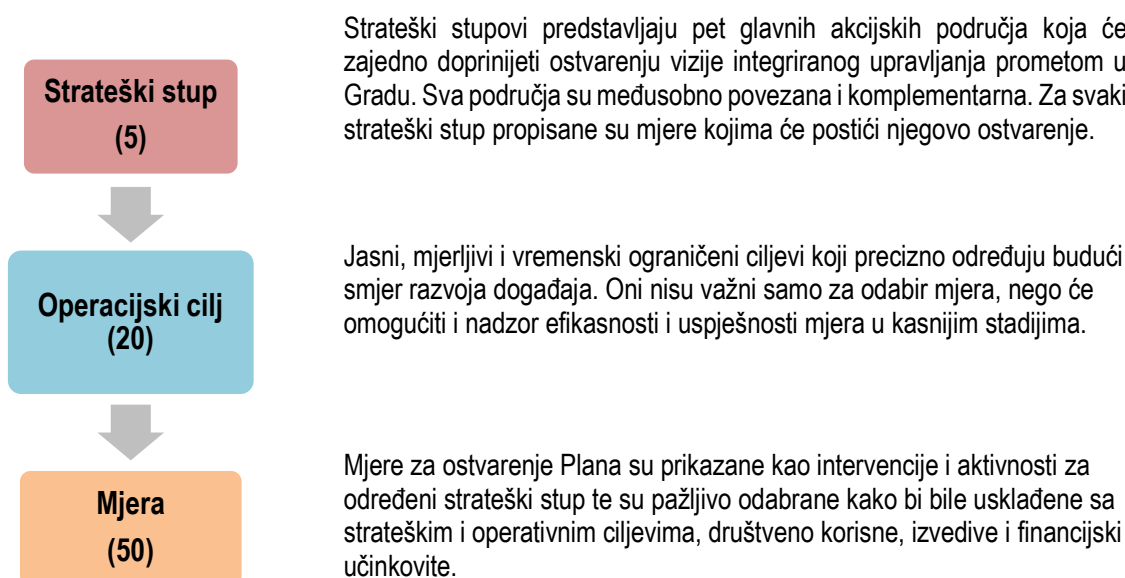 Strateški stup
(5)
Strateški stupovi predstavljaju pet glavnih akcijskih područja koja će
zajedno doprinijeti ostvarenju vizije integriranog upravljanja prometom u
Gradu. Sva područja su međusobno povezana i komplementarna. Za svaki
strateški stup propisane su mjere kojima će postići njegovo ostvarenje.
Operacijski cilj
(20)
Jasni, mjerljivi i vremenski ograničeni ciljevi koji precizno određuju budući
smjer razvoja događaja. Oni nisu važni samo za odabir mjera, nego će
omogućiti i nadzor efikasnosti i uspješnosti mjera u kasnijim stadijima.
Mjera
(50)
Mjere za ostvarenje Plana su prikazane kao intervencije i aktivnosti za
određeni strateški stup te su pažljivo odabrane kako bi bile usklađene sa
strateškim i operativnim ciljevima, društveno korisne, izvedive i financijski
učinkovite.